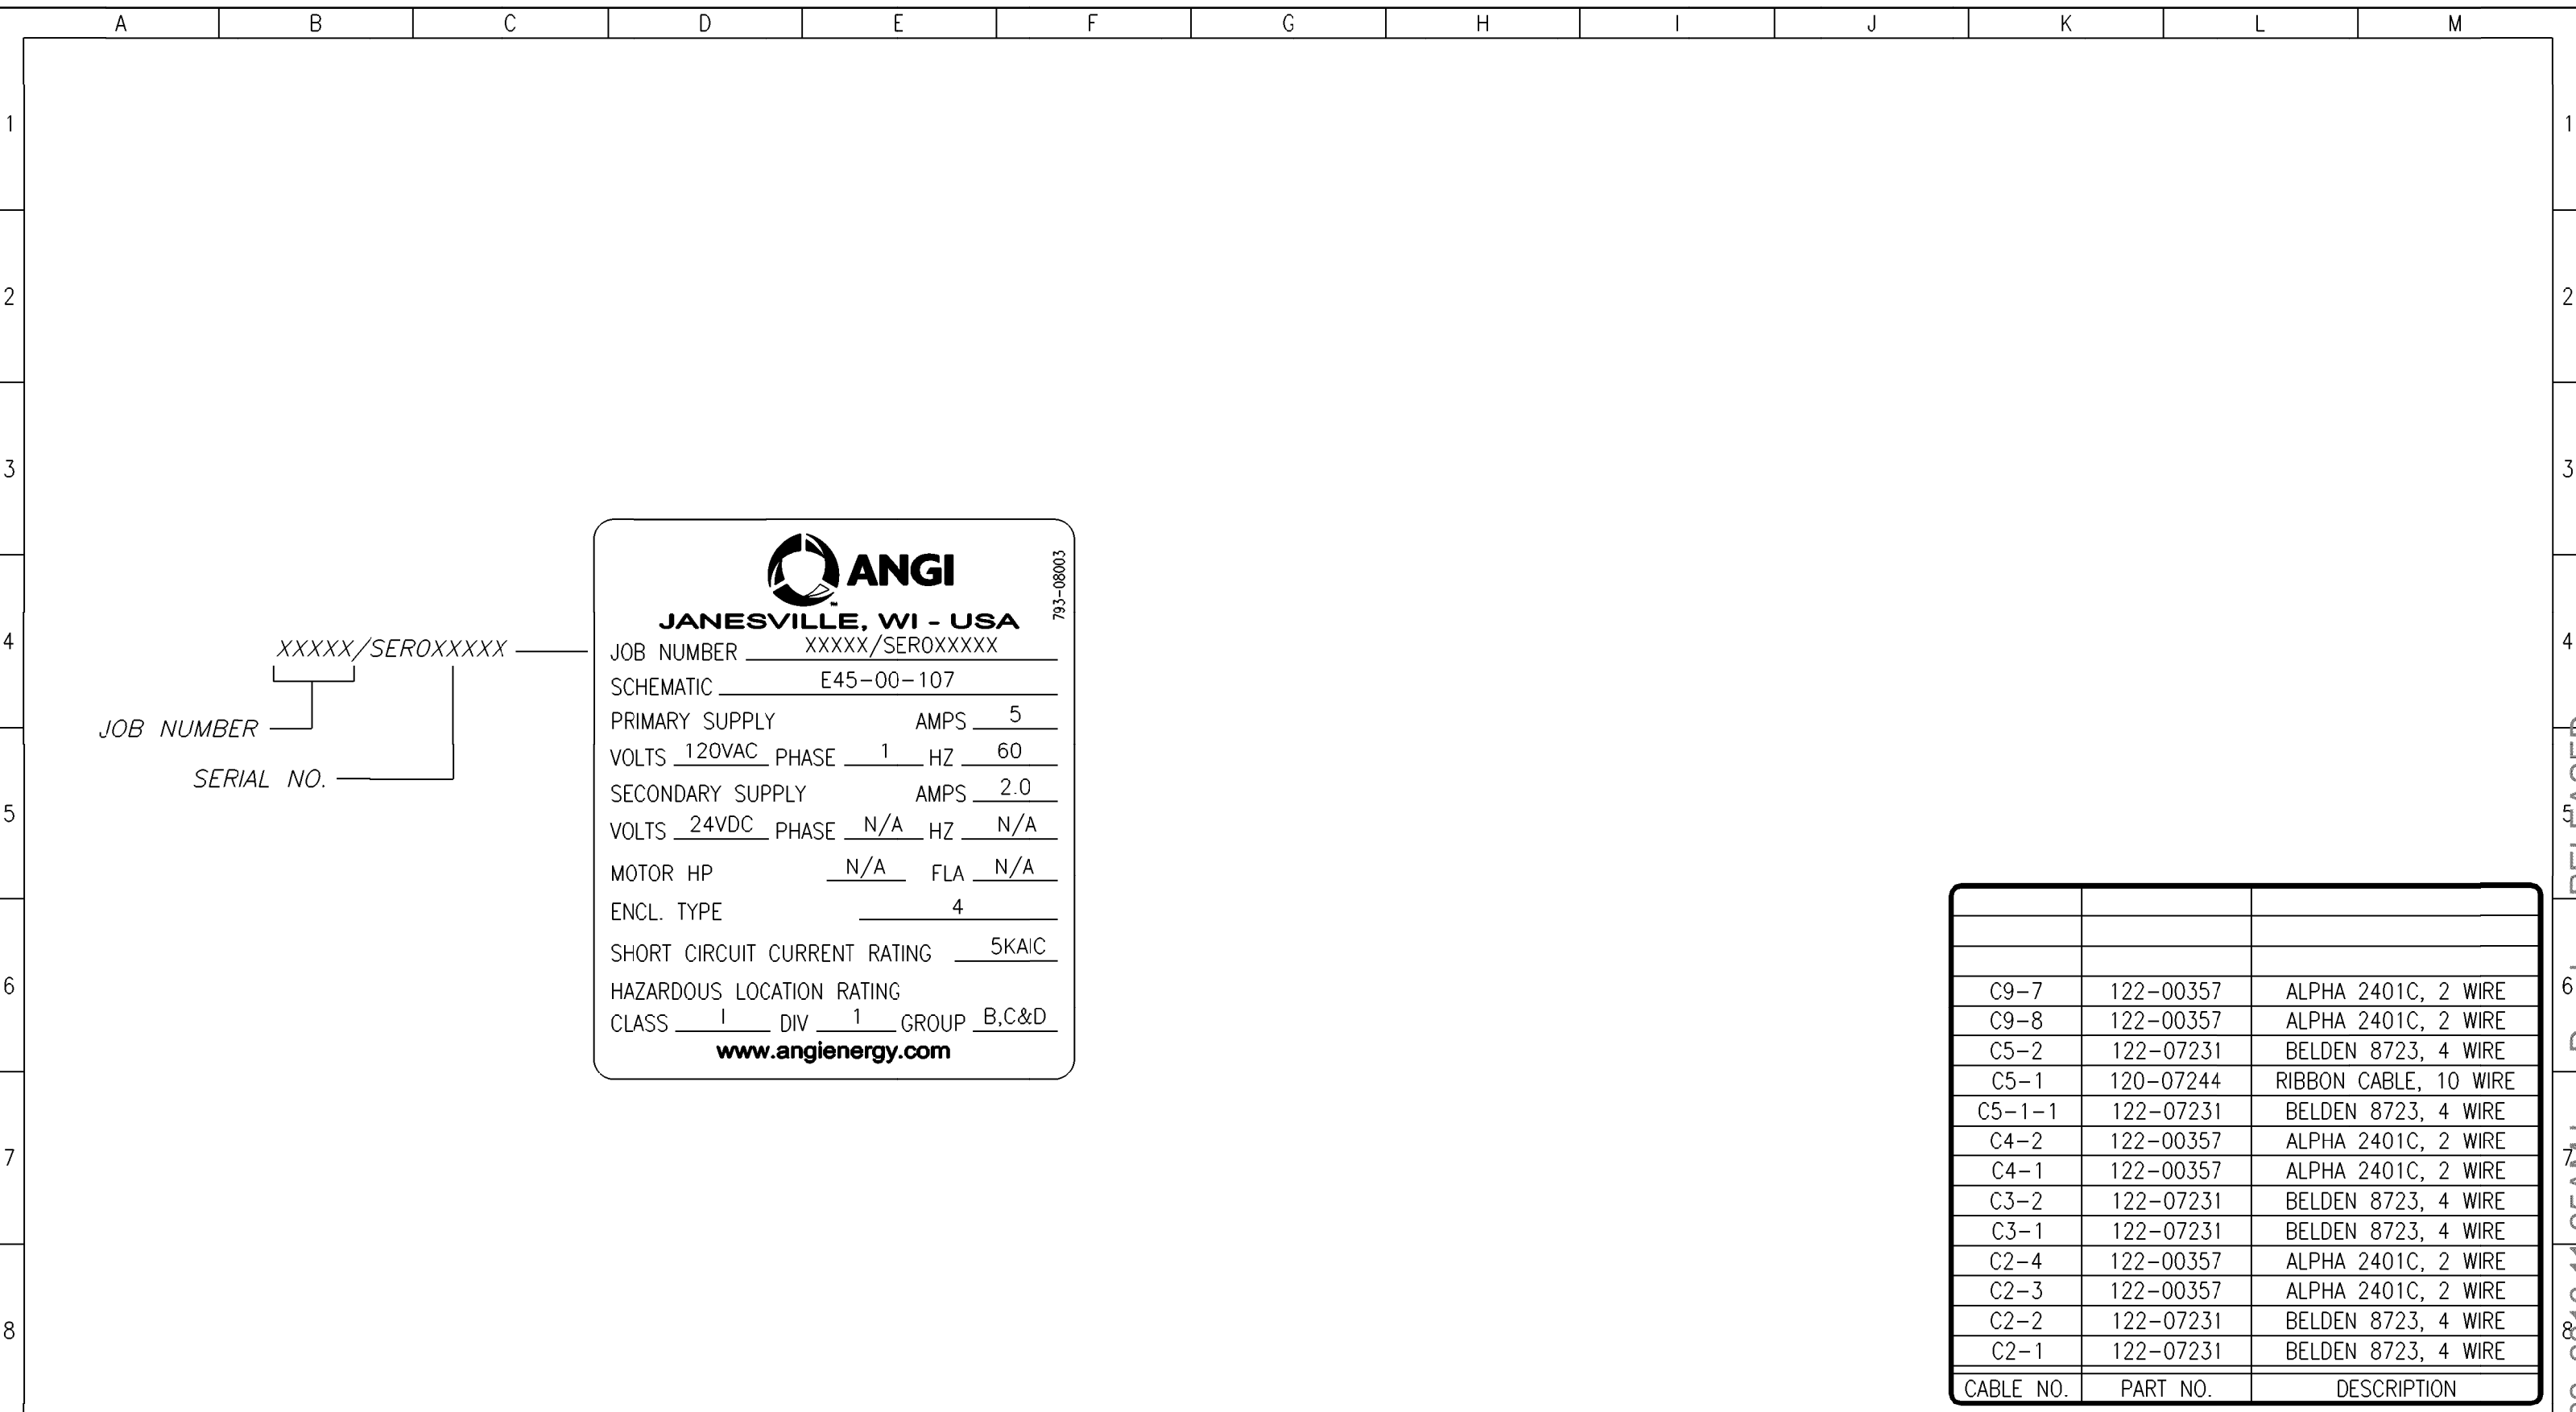 A B C D E F G H I J K L M
1 1
2 2
3 3
4 4
5 5
6 6
7 7
8 8
XXXXX/SER0XXXXX
JOB NUMBER
SERIAL NO.
ANGI
793-08003
JANESVILLE, WI - USA
JOB NUMBER XXXXX/SER0XXXXX
SCHEMATIC E45-00-107
PRIMARY SUPPLY AMPS 5
VOLTS 120VAC PHASE 1 HZ 60
SECONDARY SUPPLY AMPS 2.0
VOLTS 24VDC PHASE N/A HZ N/A
MOTOR HP N/A FLA N/A
ENCL. TYPE 4
SHORT CIRCUIT CURRENT RATING 5KAIC
HAZARDOUS LOCATION RATING
CLASS I DIV 1 GROUP B,C&D
www.angienergy.com
C9-7 122-00357 ALPHA 2401C, 2 WIRE
C9-8 122-00357 ALPHA 2401C, 2 WIRE
C5-2 122-07231 BELDEN 8723, 4 WIRE
C5-1 120-07244 RIBBON CABLE, 10 WIRE
C5-1-1 122-07231 BELDEN 8723, 4 WIRE
C4-2 122-00357 ALPHA 2401C, 2 WIRE
C4-1 122-00357 ALPHA 2401C, 2 WIRE
C3-2 122-07231 BELDEN 8723, 4 WIRE
C3-1 122-07231 BELDEN 8723, 4 WIRE
C2-4 122-00357 ALPHA 2401C, 2 WIRE
C2-3 122-00357 ALPHA 2401C, 2 WIRE
C2-2 122-07231 BELDEN 8723, 4 WIRE
C2-1 122-07231 BELDEN 8723, 4 WIRE
CABLE NO. PART NO. DESCRIPTION